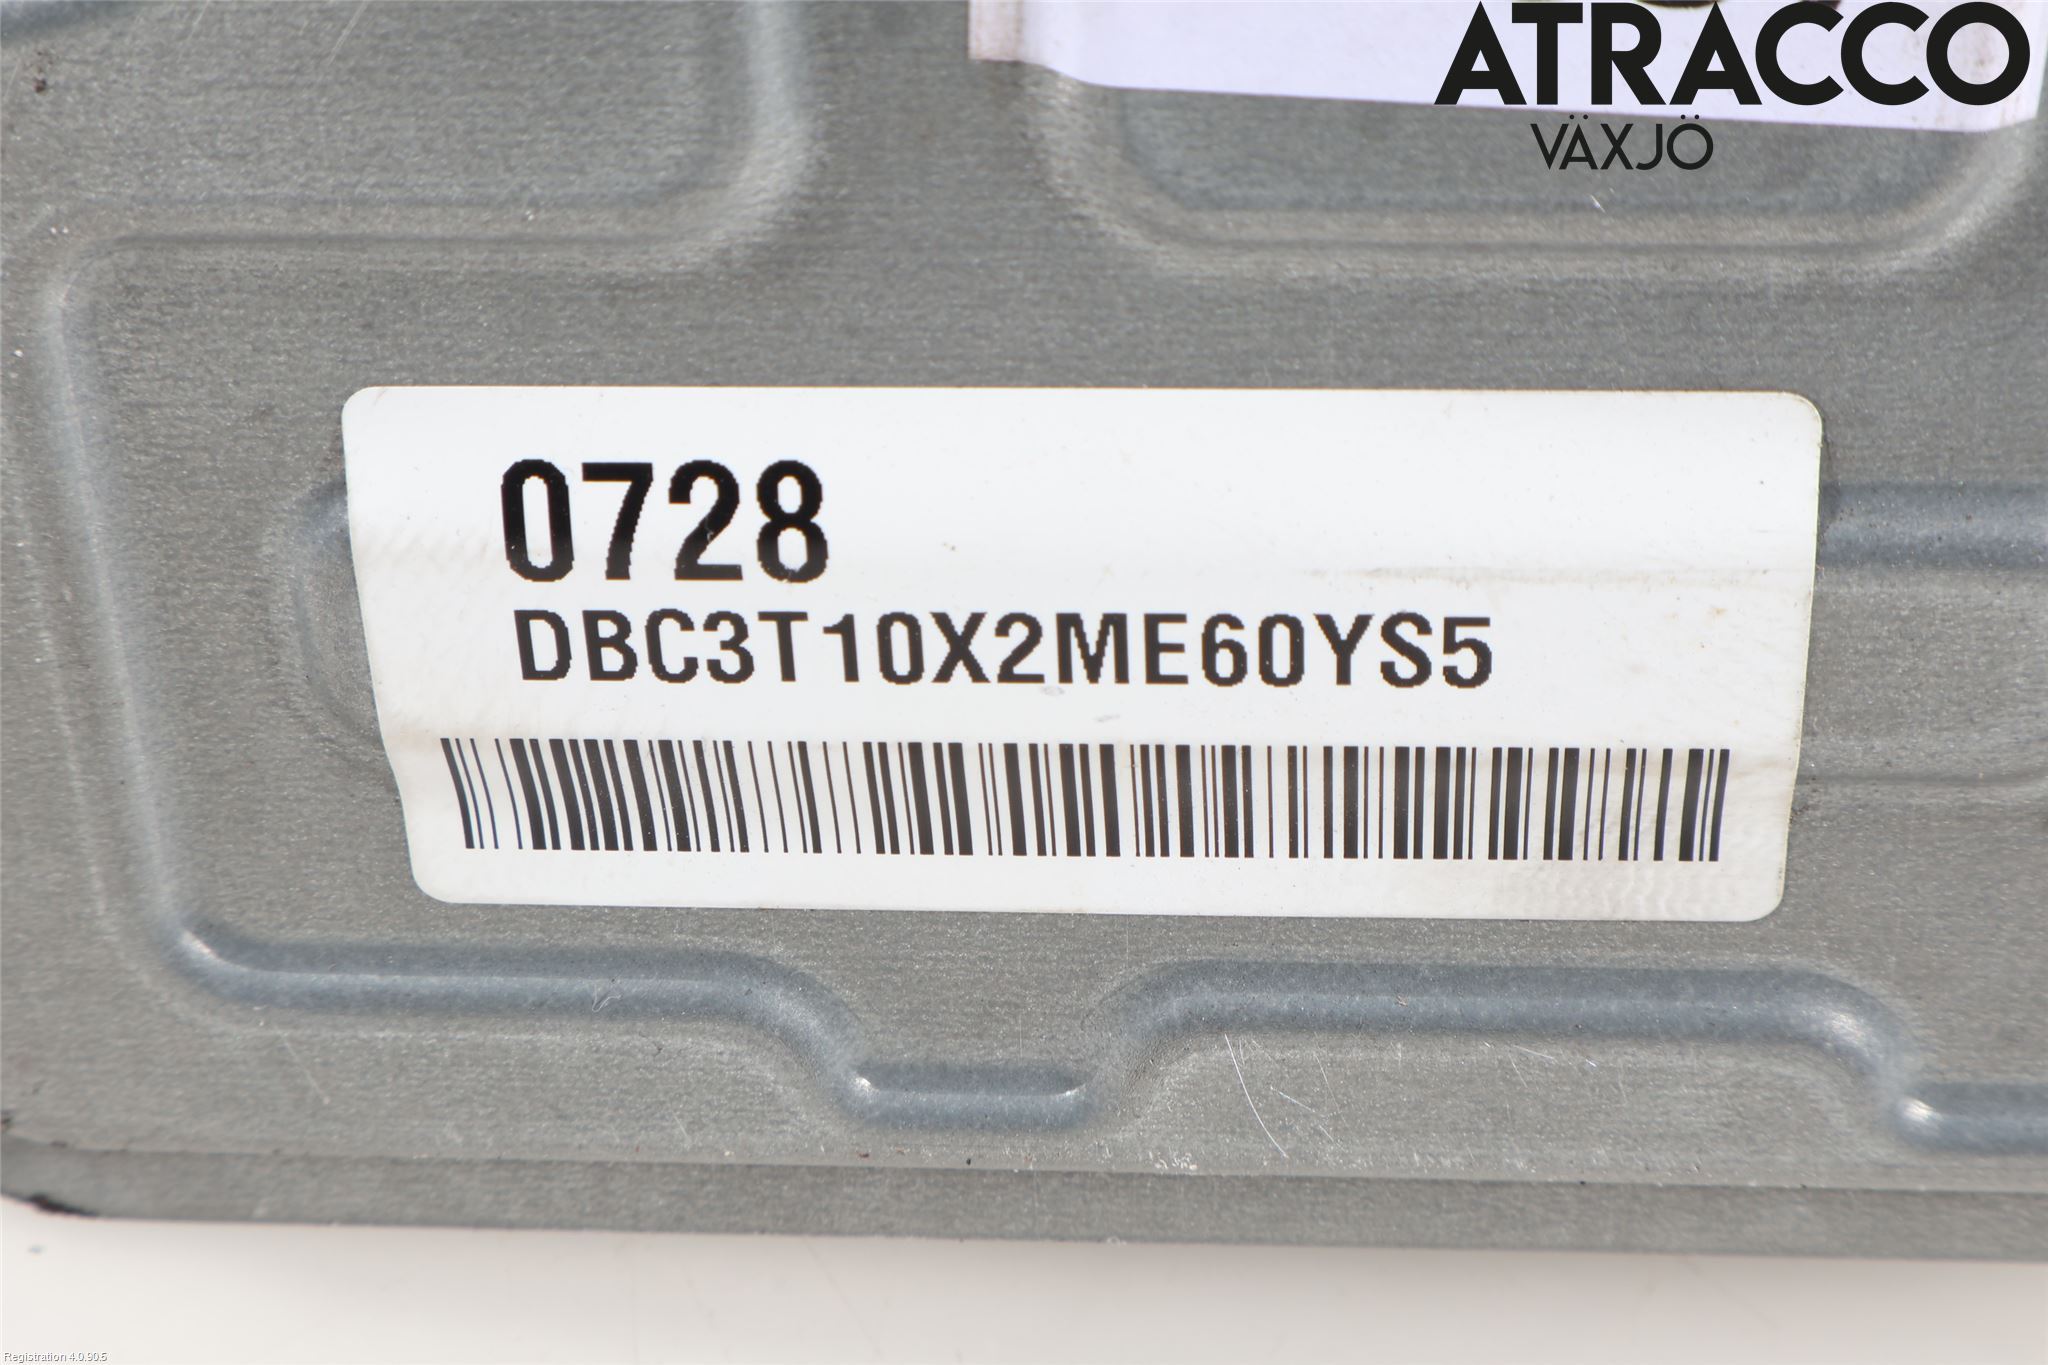 ATRACCO
VÄXJÖ
0728
DBC3T10X2ME60YS5
Registration 4.0.90.5